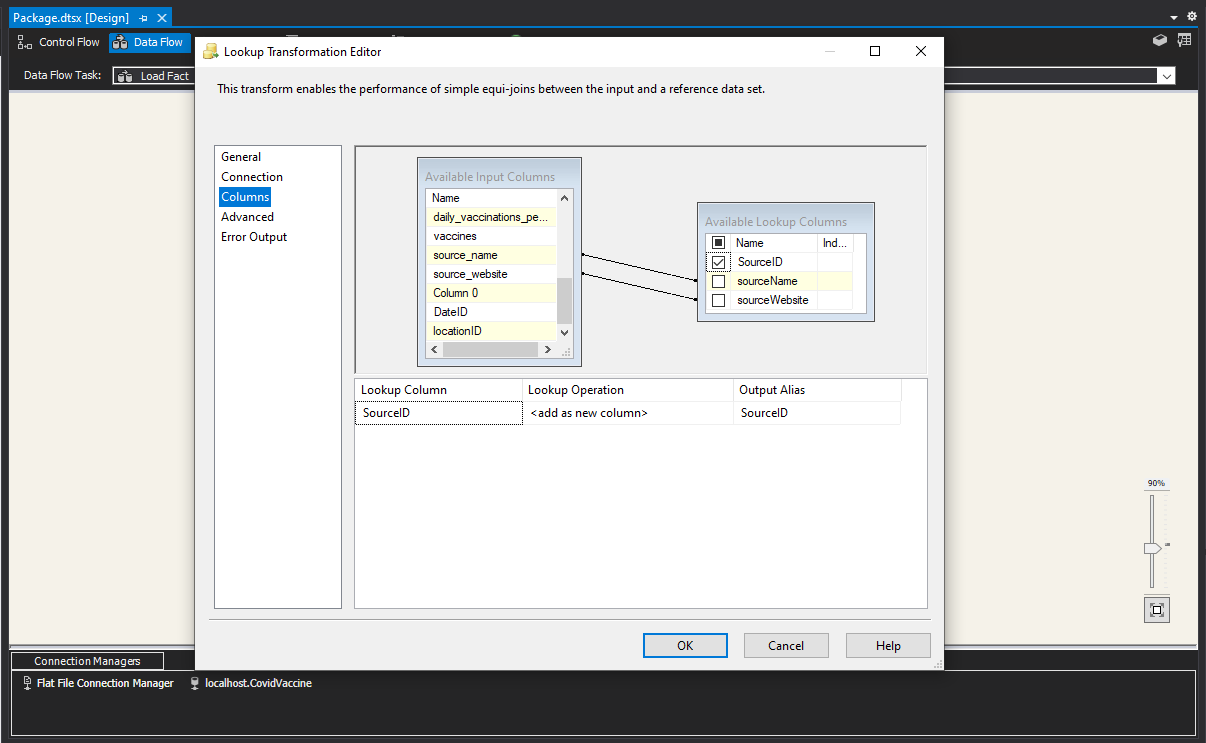 Package.dtsx [Design]
Control Flow
Data Flow
Data Flow Task:
Load Fact
Lookup Transformation Editor
This transform enables the performance of simple equi-joins between the input and a reference data set.
General
Connection
Columns
Advanced
Error Output
Available Input Columns
Name
daily_vaccinations_pe...
vaccines
source_name
source_website
Column 0
DateID
locationID
Available Lookup Columns
Name Ind...
SourceID
sourceName
sourceWebsite
Lookup Column Lookup Operation Output Alias
SourceID <add as new column> SourceID
90%
OK Cancel Help
Connection Managers
Flat File Connection Manager localhost.CovidVaccine